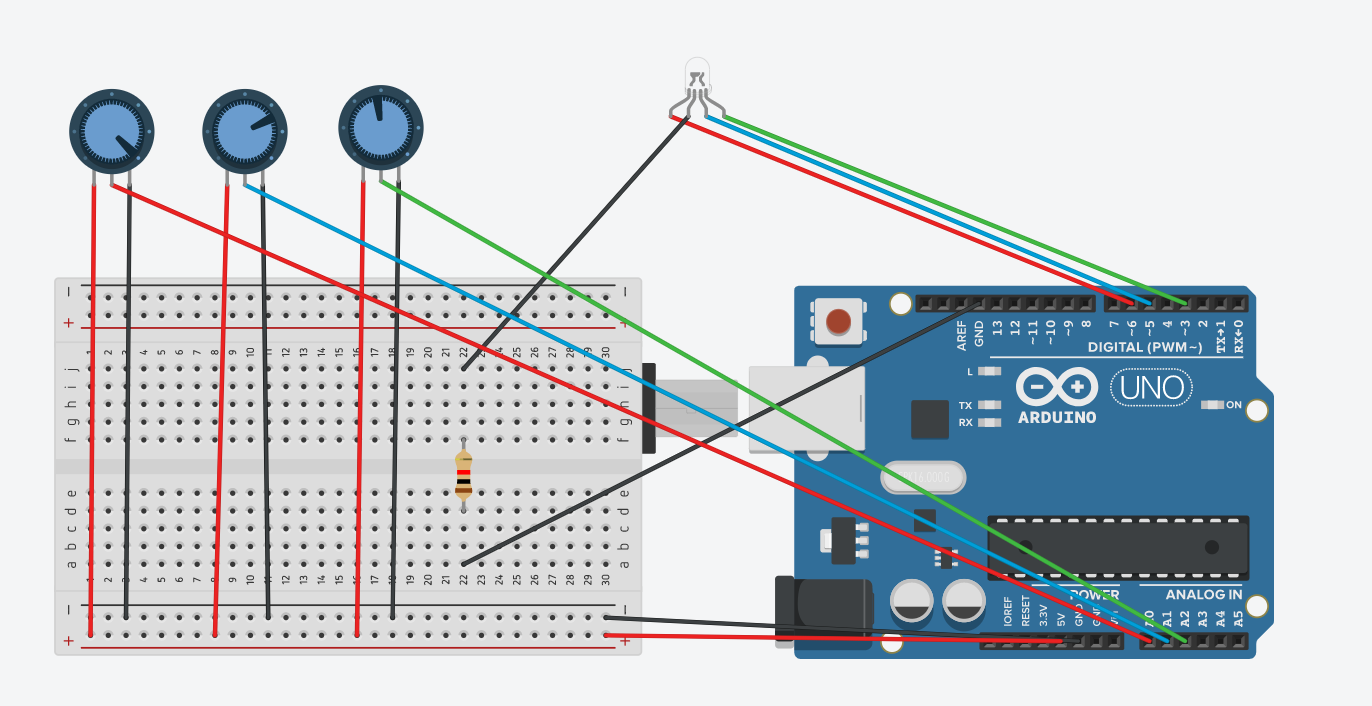 − −
+ +
1 2 3 4 5 6 7 8 9 10 11 12 13 14 15 16 17 18 19 20 21 22 23 24 25 26 27 28 29 30
j j
i i
h h
g g
f f
e e
d d
c c
b b
a a
1 2 3 4 5 6 7 8 9 10 11 12 13 14 15 16 17 18 19 20 21 22 23 24 25 26 27 28 29 30
− −
+ +
AREF GND 13 12 ~11 ~10 ~9 8 7 ~6 ~5 4 ~3 2 TX→1 RX←0
DIGITAL (PWM~)
L
TX
RX
− +
UNO
ARDUINO
ON
POWER ANALOG IN
IOREF RESET 3.3V 5V GND GND A0 A1 A2 A3 A4 A5